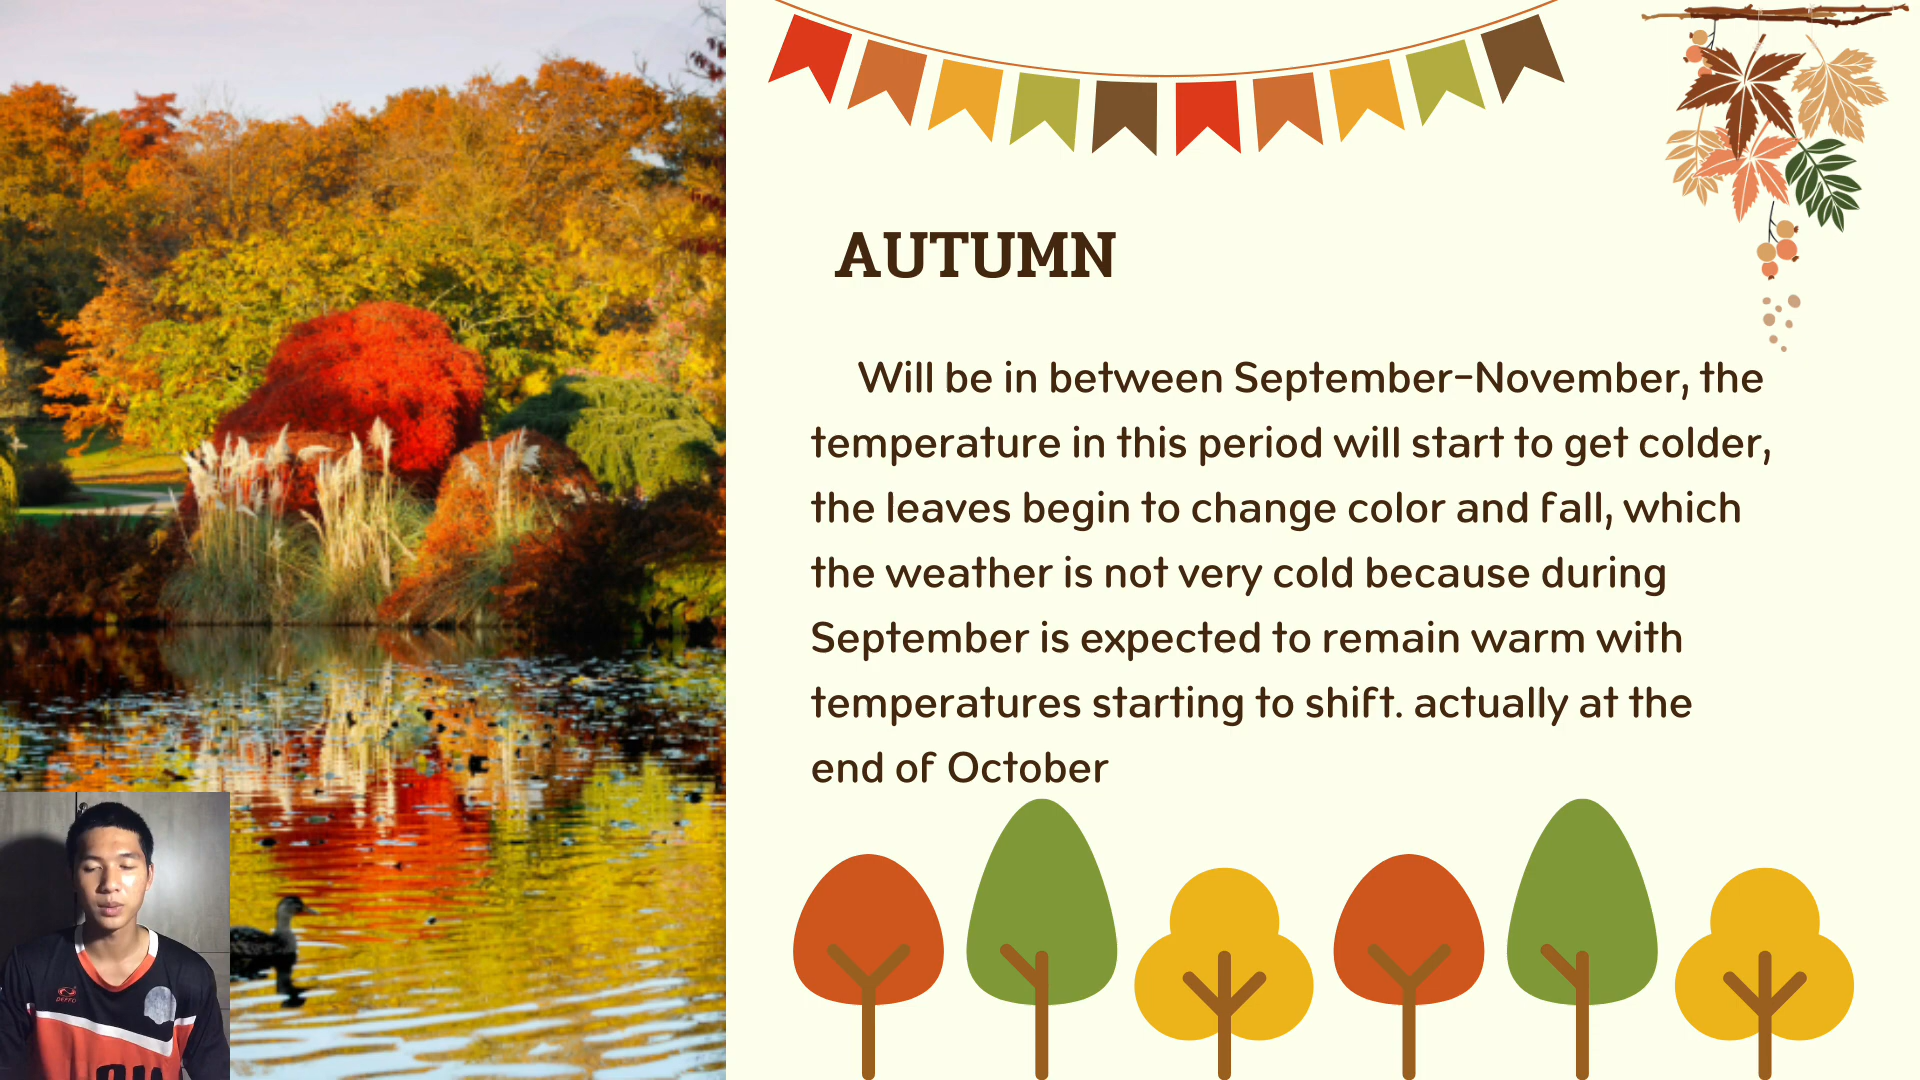 AUTUMN
Will be in between September-November, the
temperature in this period will start to get colder,
the leaves begin to change color and fall, which
the weather is not very cold because during
September is expected to remain warm with
temperatures starting to shift. actually at the
end of October